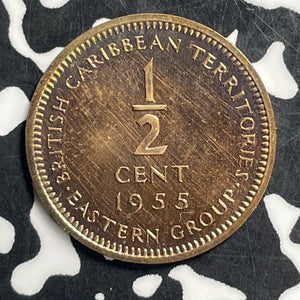 BRITISH CARIBBEAN TERRITORIES
1/2
CENT
1955
· EASTERN GROUP ·